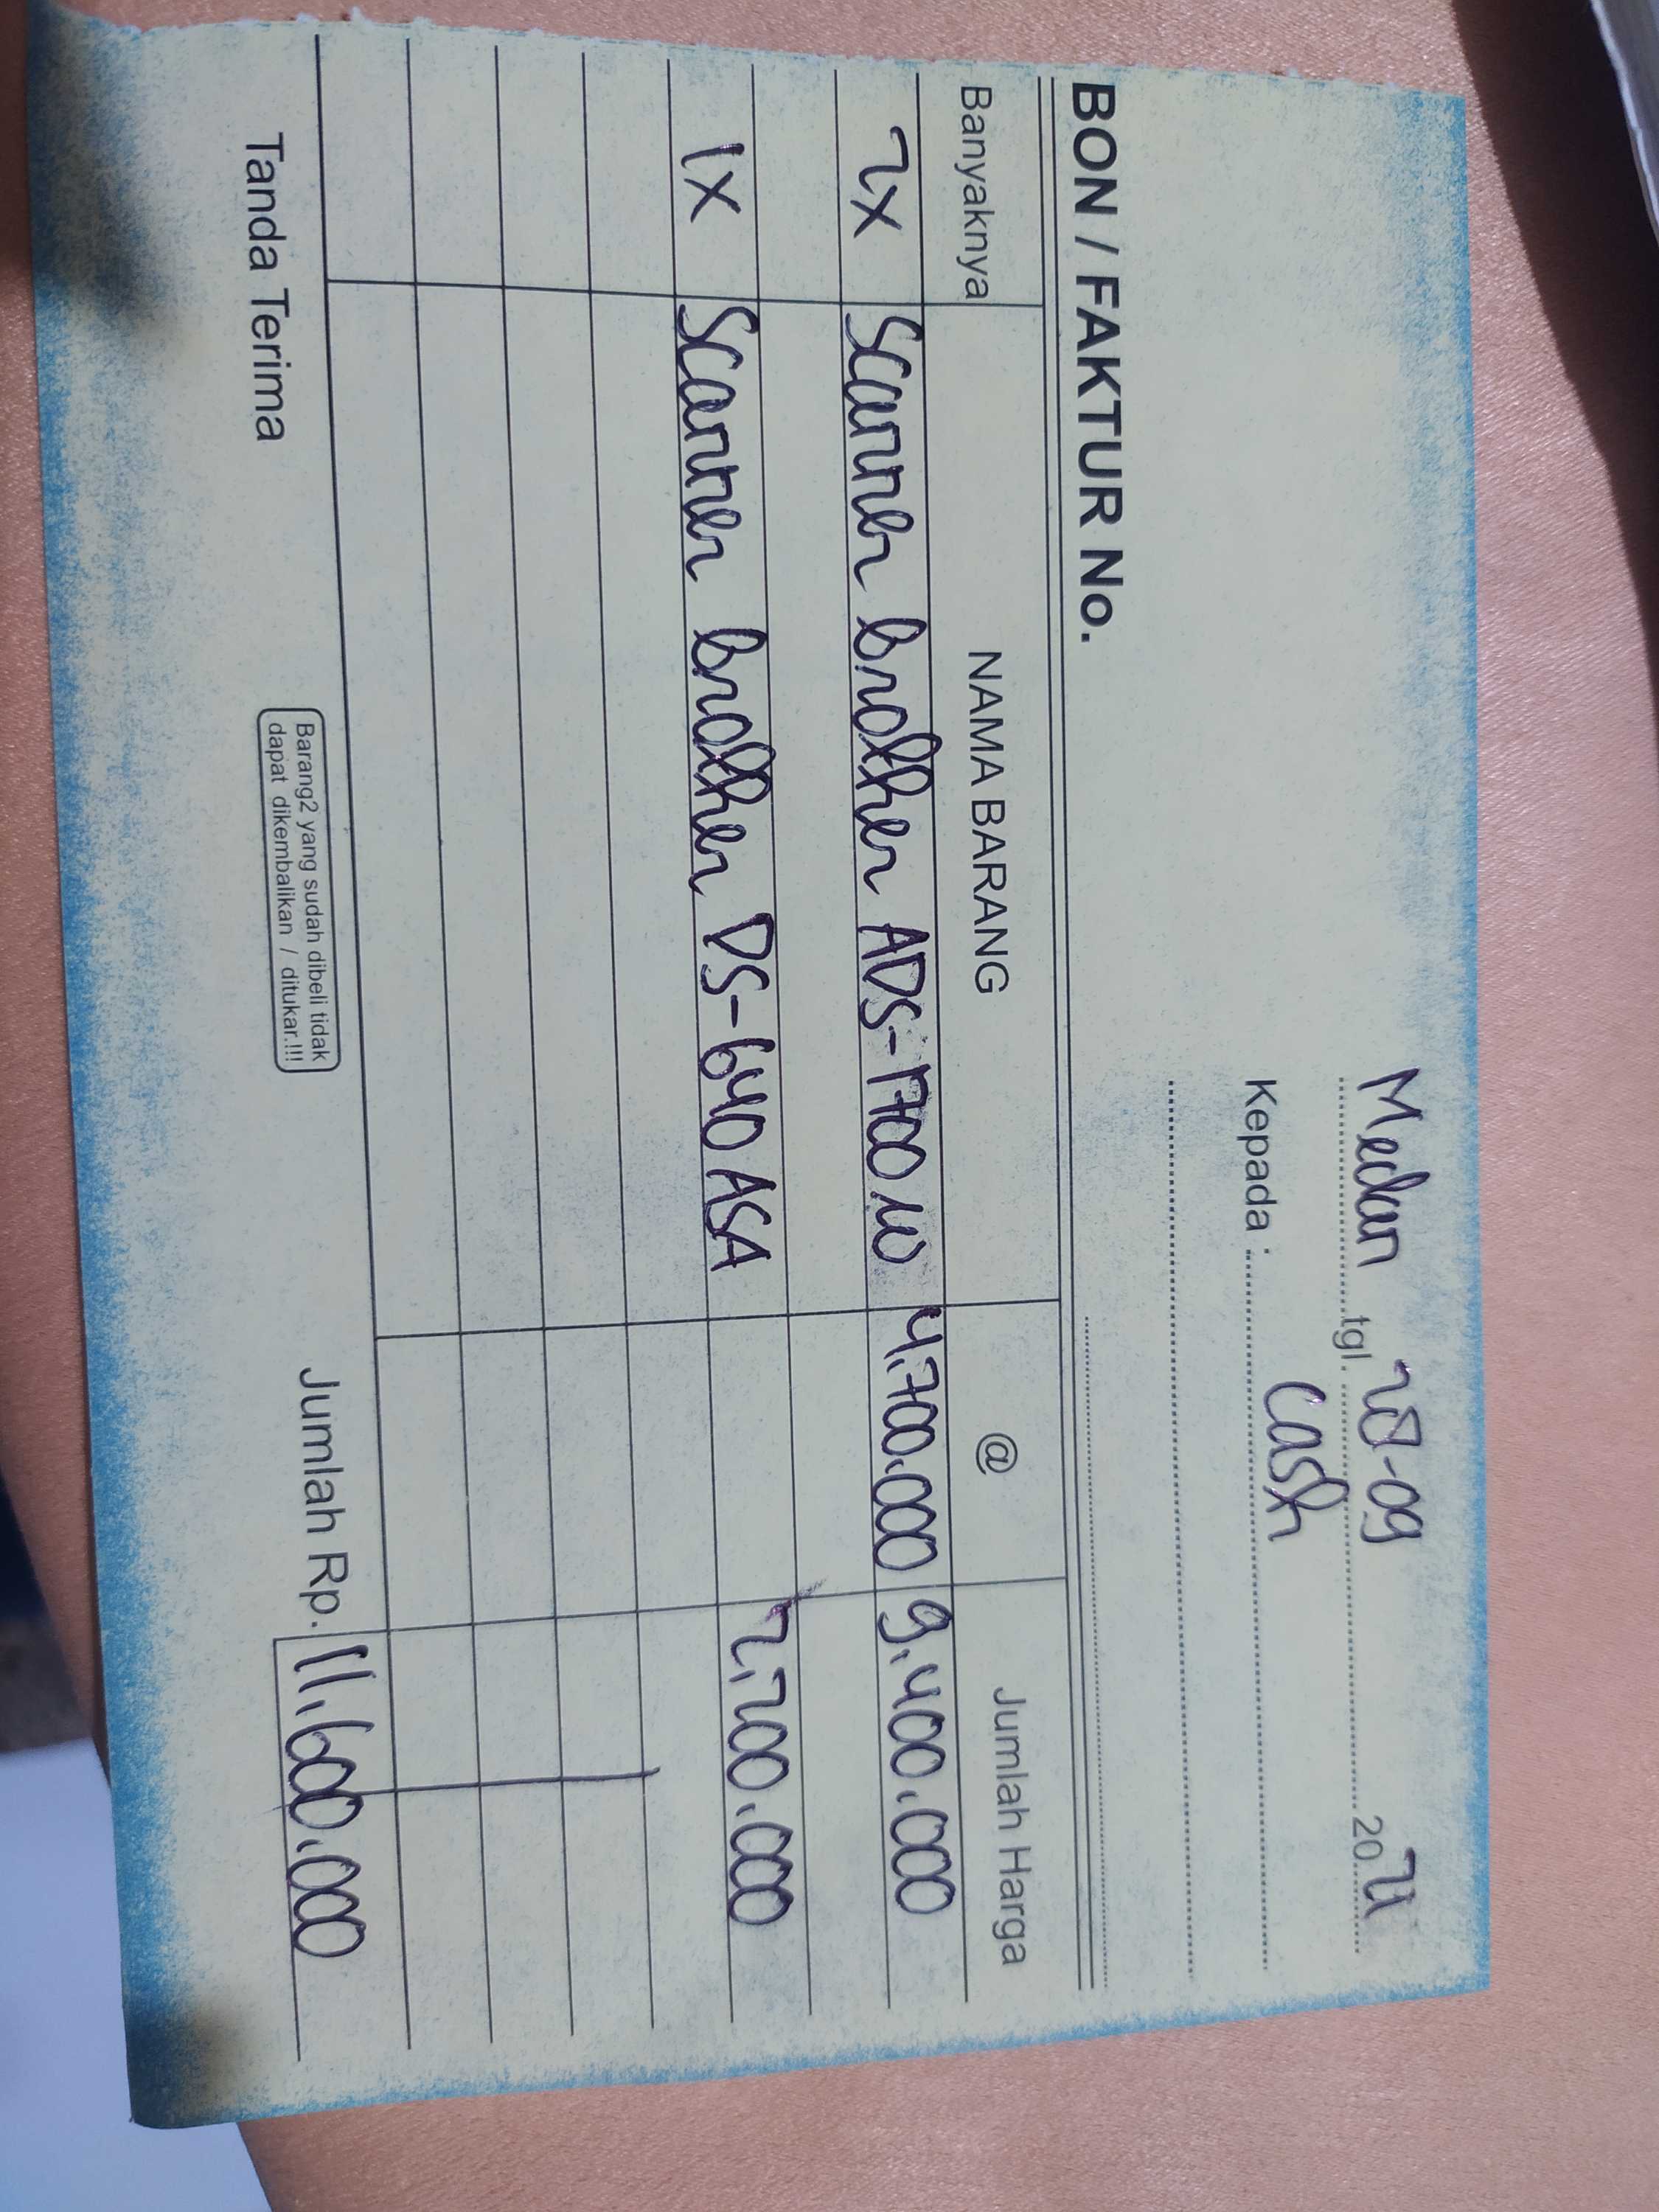 Medan tgl. 28-09 2021
Kepada : Cash
BON / FAKTUR No.
Banyaknya NAMA BARANG @ Jumlah Harga
2x Scanner brother ADS-1700 W 4.700.000 9.400.000
1x Scanner brother DS-640 ASA 2.200.000
Tanda Terima Jumlah Rp. 11.600.000
Barang2 yang sudah dibeli tidak
dapat dikembalikan / ditukar.!!!